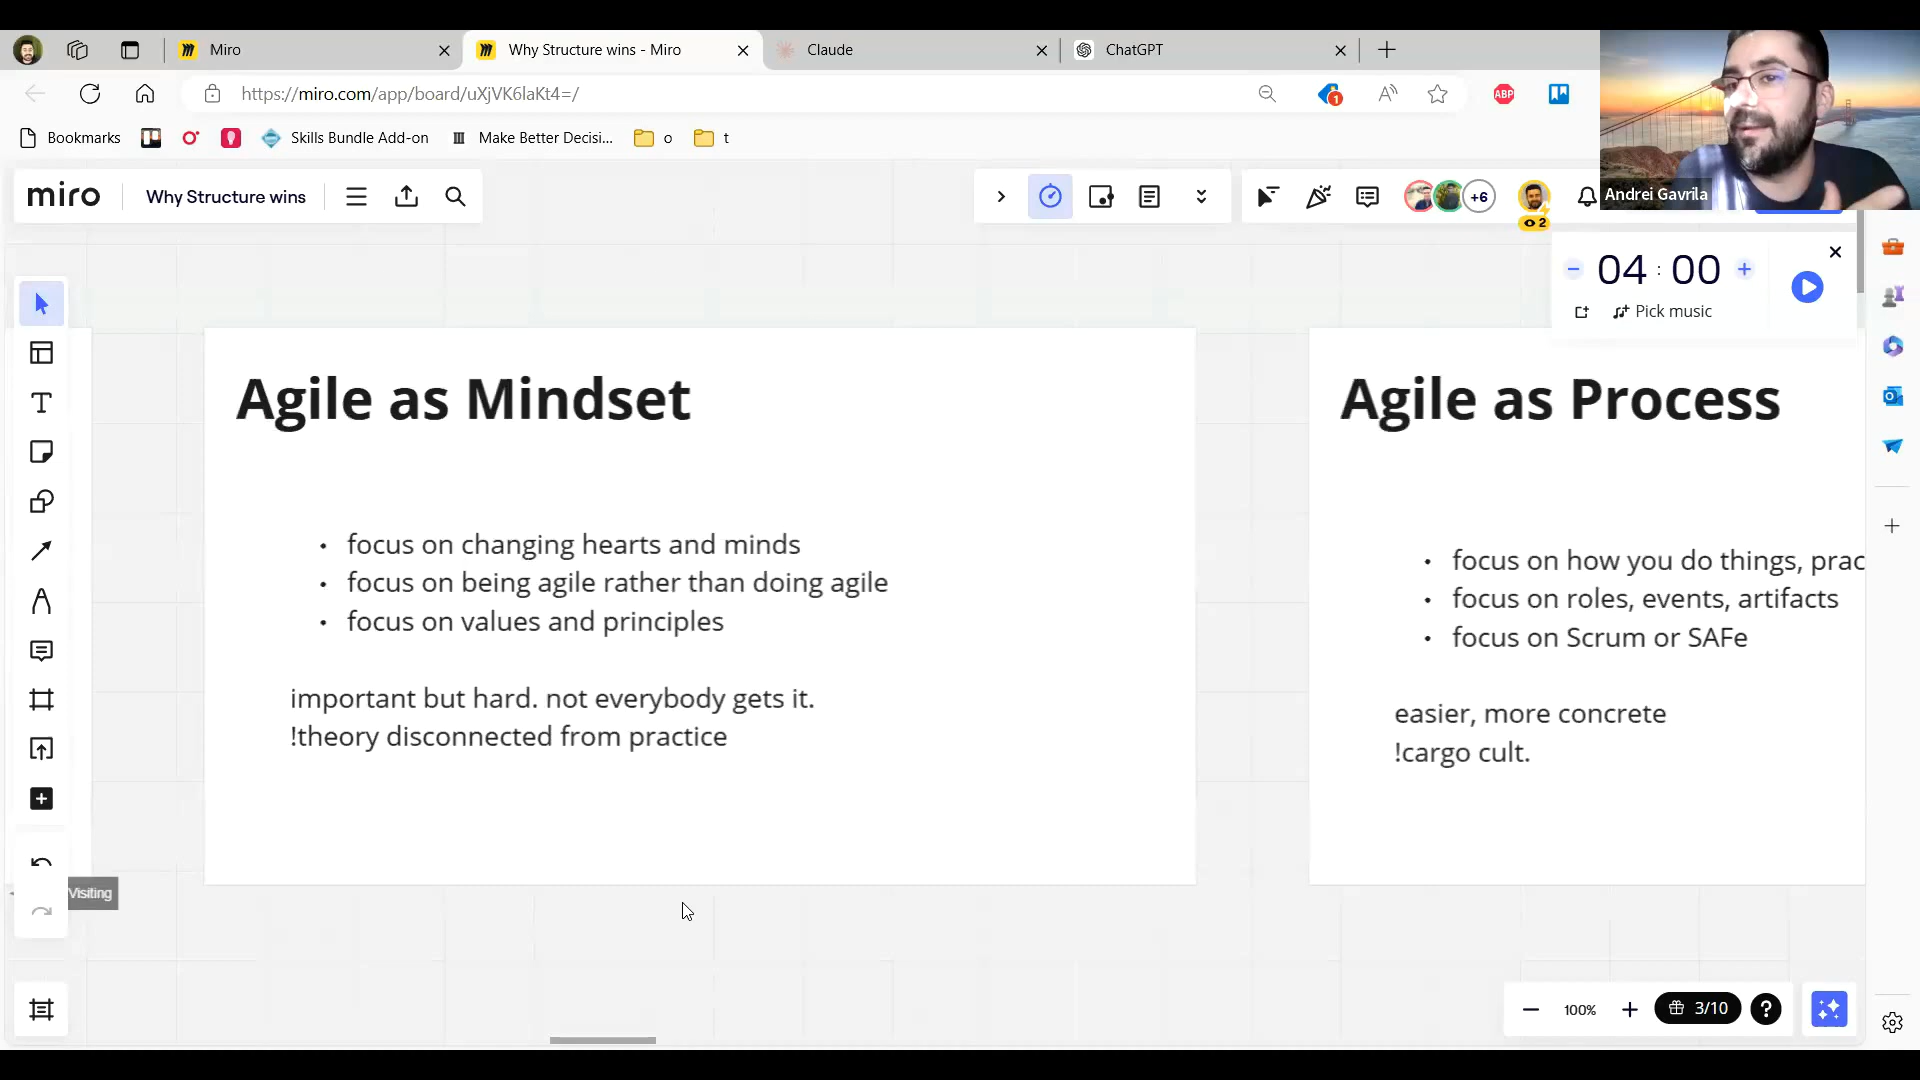 Miro
Why Structure wins - Miro
Claude
ChatGPT
https://miro.com/app/board/uXjVK6laKt4=/
1
ABP
Bookmarks
Skills Bundle Add-on
Make Better Decisi...
o
t
miro
Why Structure wins
+6
2
Andrei Gavrila
04 : 00
Pick music
Agile as Mindset
• focus on changing hearts and minds
• focus on being agile rather than doing agile
• focus on values and principles
important but hard. not everybody gets it.
!theory disconnected from practice
Agile as Process
• focus on how you do things, prac
• focus on roles, events, artifacts
• focus on Scrum or SAFe
easier, more concrete
!cargo cult.
Visiting
100%
3/10
?